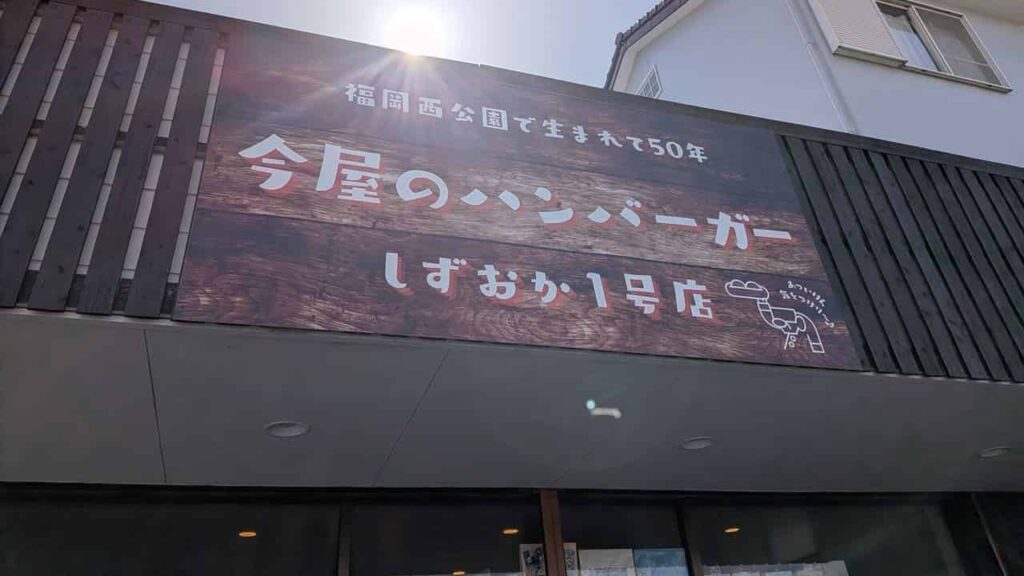 福岡西公園で生まれて50年
今屋のハンバーガー
しずおか1号店